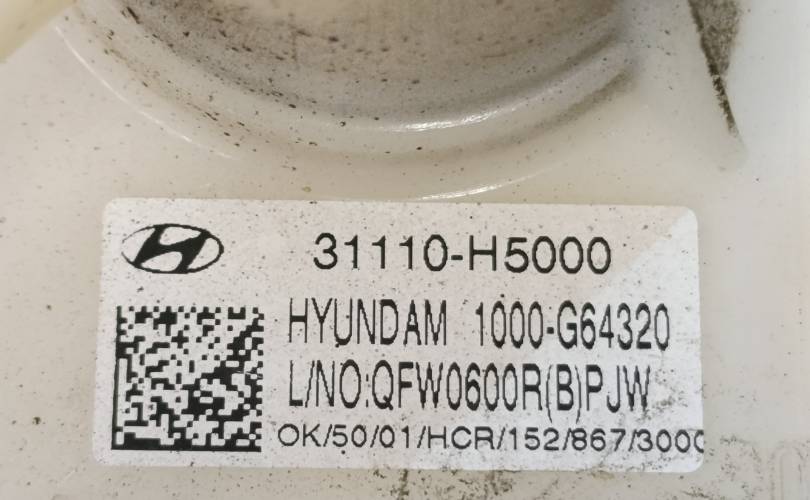 31110-H5000
HYUNDAM 1000-G64320
L/NO:QFW0600R(B)PJW
OK/50/01/HCR/152/867/3000